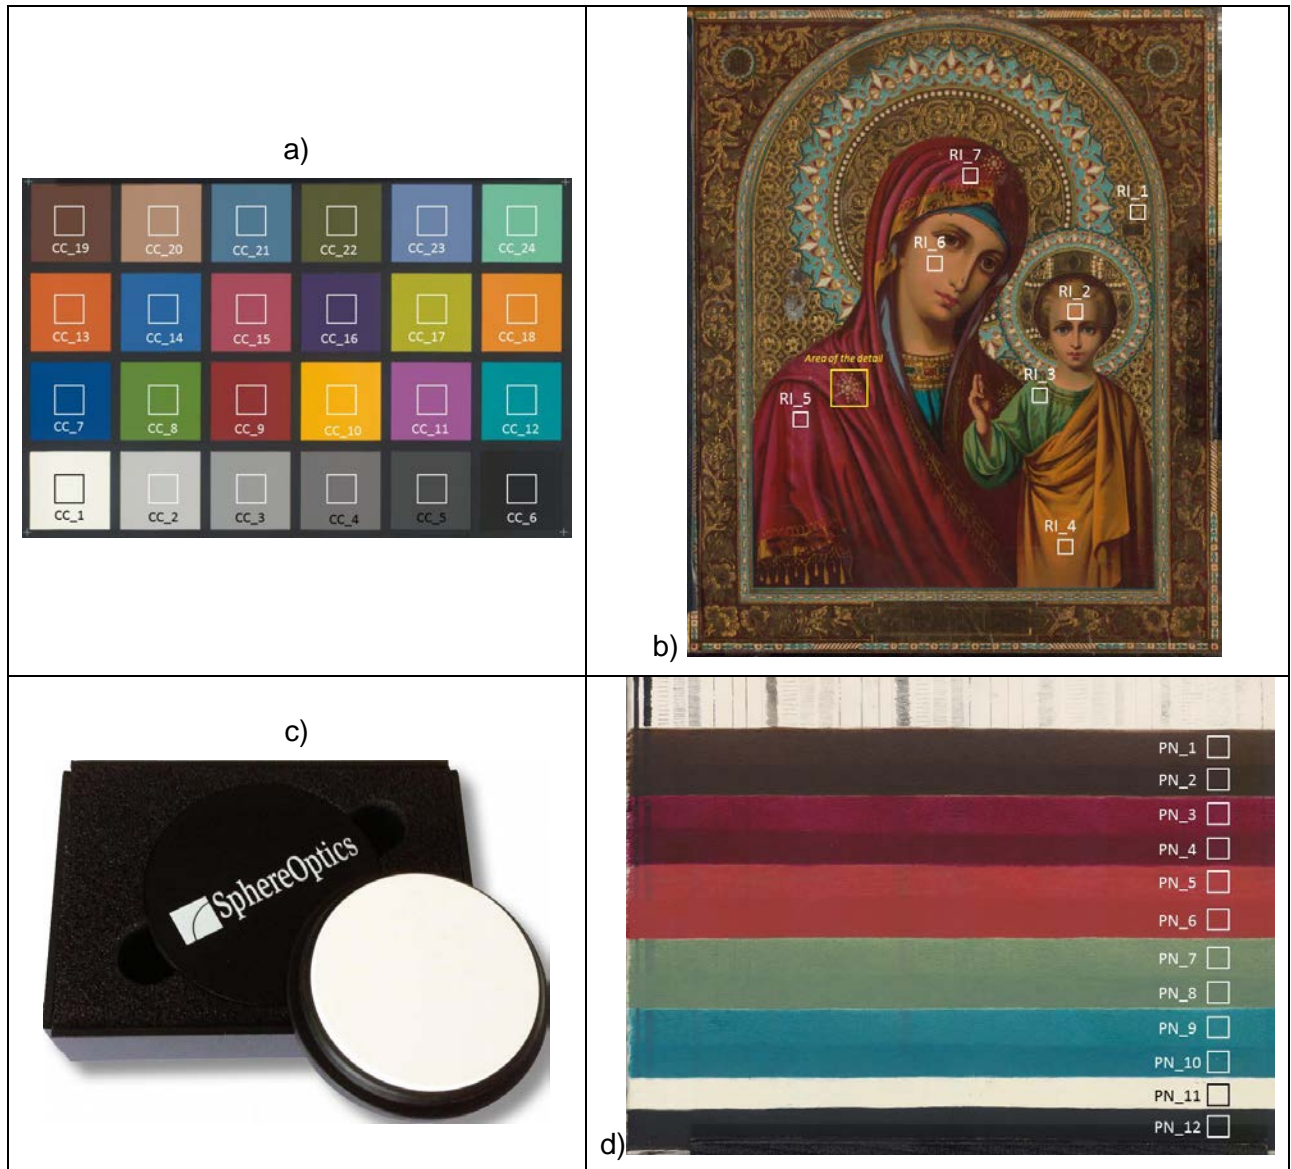 a)
CC_19 CC_20 CC_21 CC_22 CC_23 CC_24
CC_13 CC_14 CC_15 CC_16 CC_17 CC_18
CC_7 CC_8 CC_9 CC_10 CC_11 CC_12
CC_1 CC_2 CC_3 CC_4 CC_5 CC_6
b)
RI_7
RI_1
RI_6
RI_2
Area of the detail
RI_3
RI_5
RI_4
c)
SphereOptics
d)
PN_1
PN_2
PN_3
PN_4
PN_5
PN_6
PN_7
PN_8
PN_9
PN_10
PN_11
PN_12